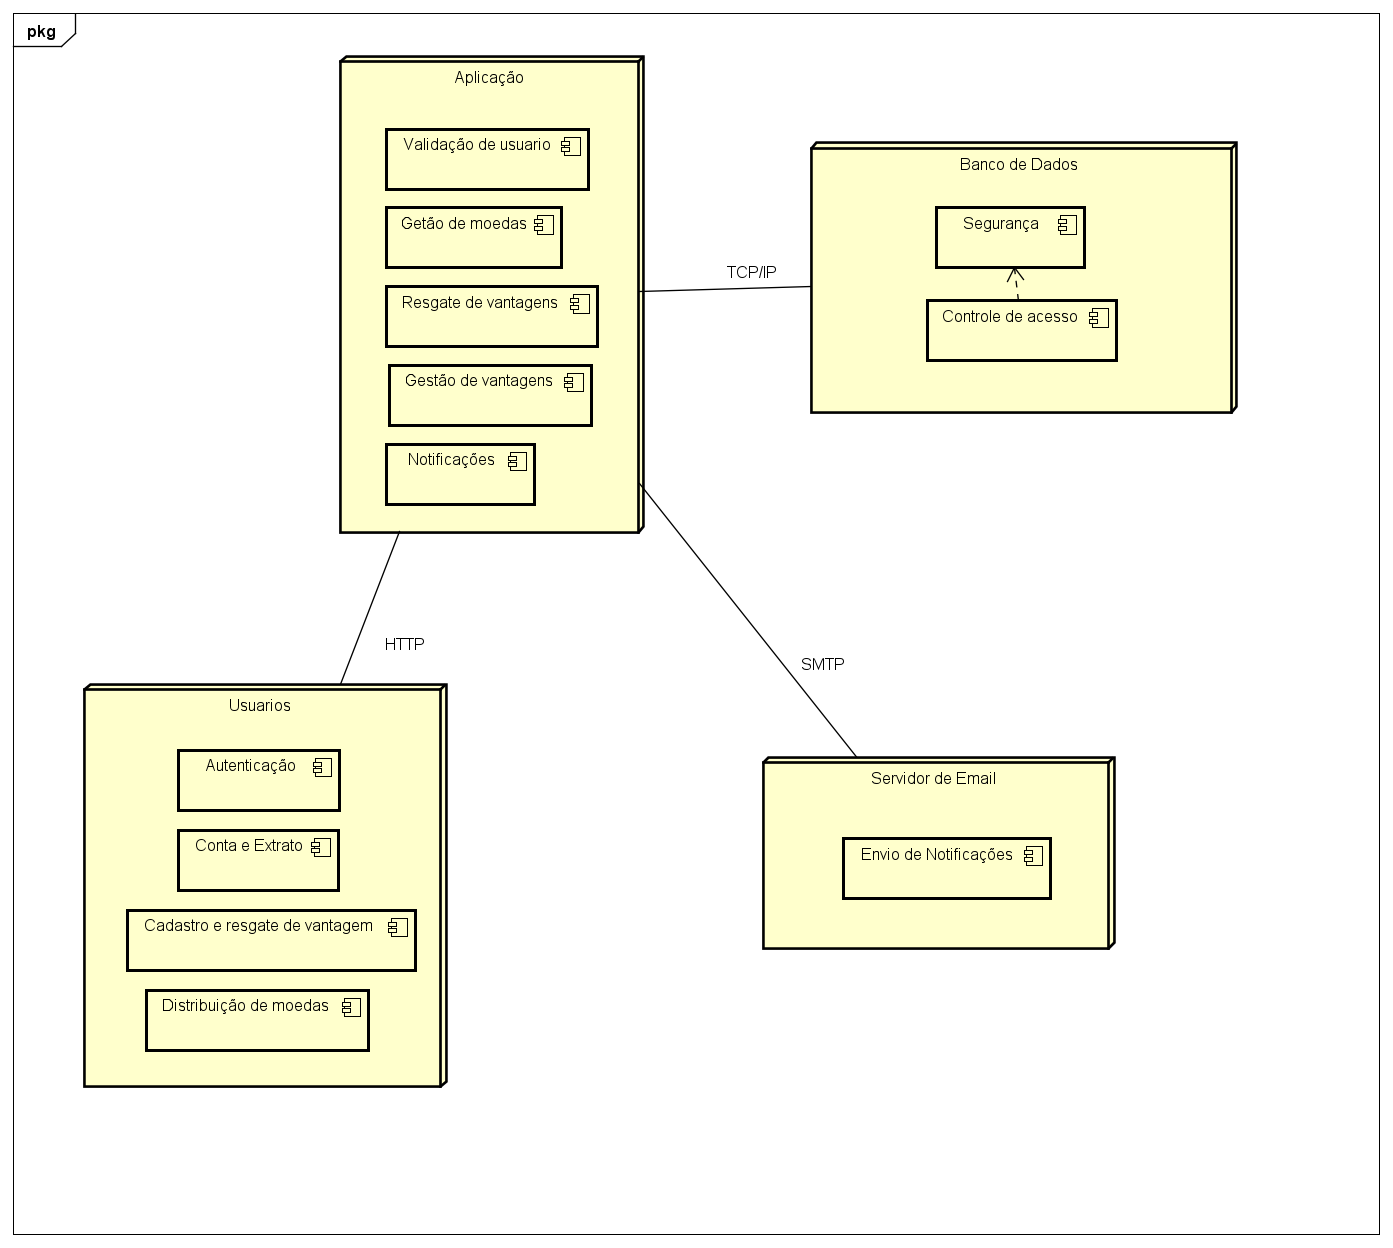 pkg
Aplicação
Validação de usuario
Getão de moedas
Resgate de vantagens
Gestão de vantagens
Notificações
TCP/IP
Banco de Dados
Segurança
Controle de acesso
HTTP
SMTP
Usuarios
Autenticação
Conta e Extrato
Cadastro e resgate de vantagem
Distribuição de moedas
Servidor de Email
Envio de Notificações